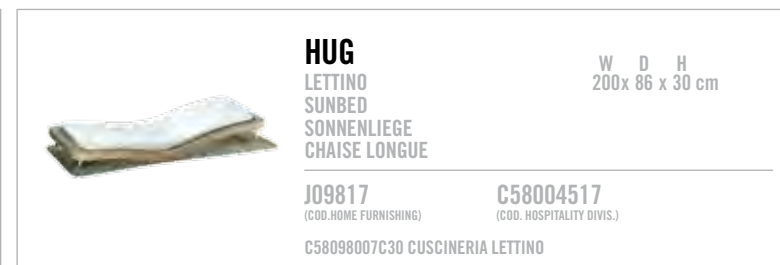 HUG
LETTINO
SUNBED
SONNENLIEGE
CHAISE LONGUE
W D H
200x 86 x 30 cm
J09817
(COD.HOME FURNISHING)
C58004517
(COD. HOSPITALITY DIVIS.)
C58098007C30 CUSCINERIA LETTINO